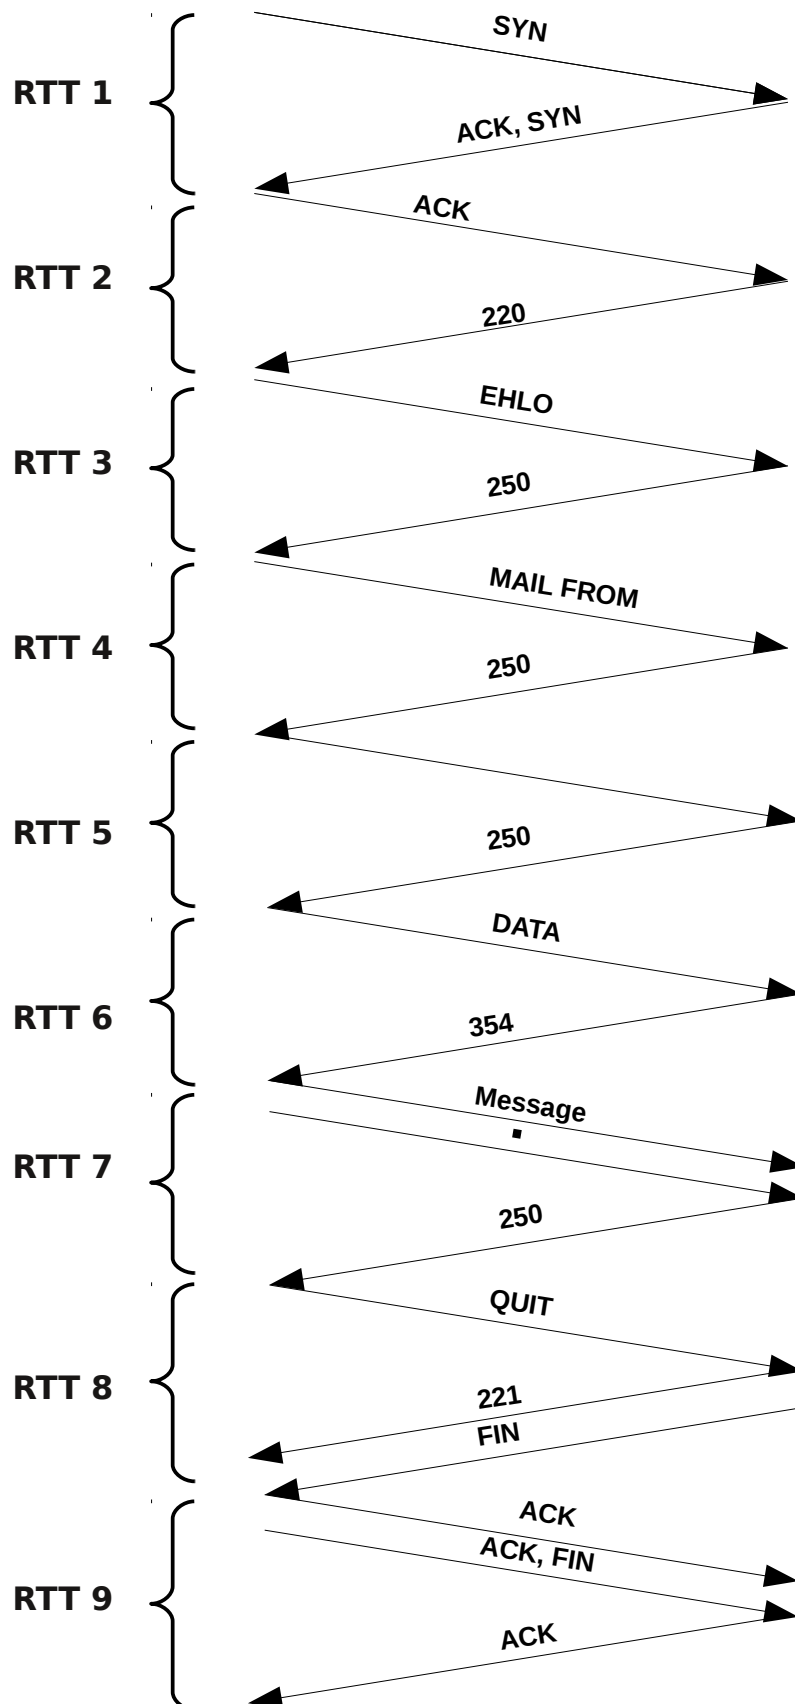 SYN
RTT 1
ACK, SYN
ACK
RTT 2
220
EHLO
RTT 3
250
MAIL FROM
RTT 4
250
RTT 5
250
DATA
RTT 6
354
Message
.
RTT 7
250
QUIT
RTT 8
221
FIN
ACK
ACK, FIN
RTT 9
ACK